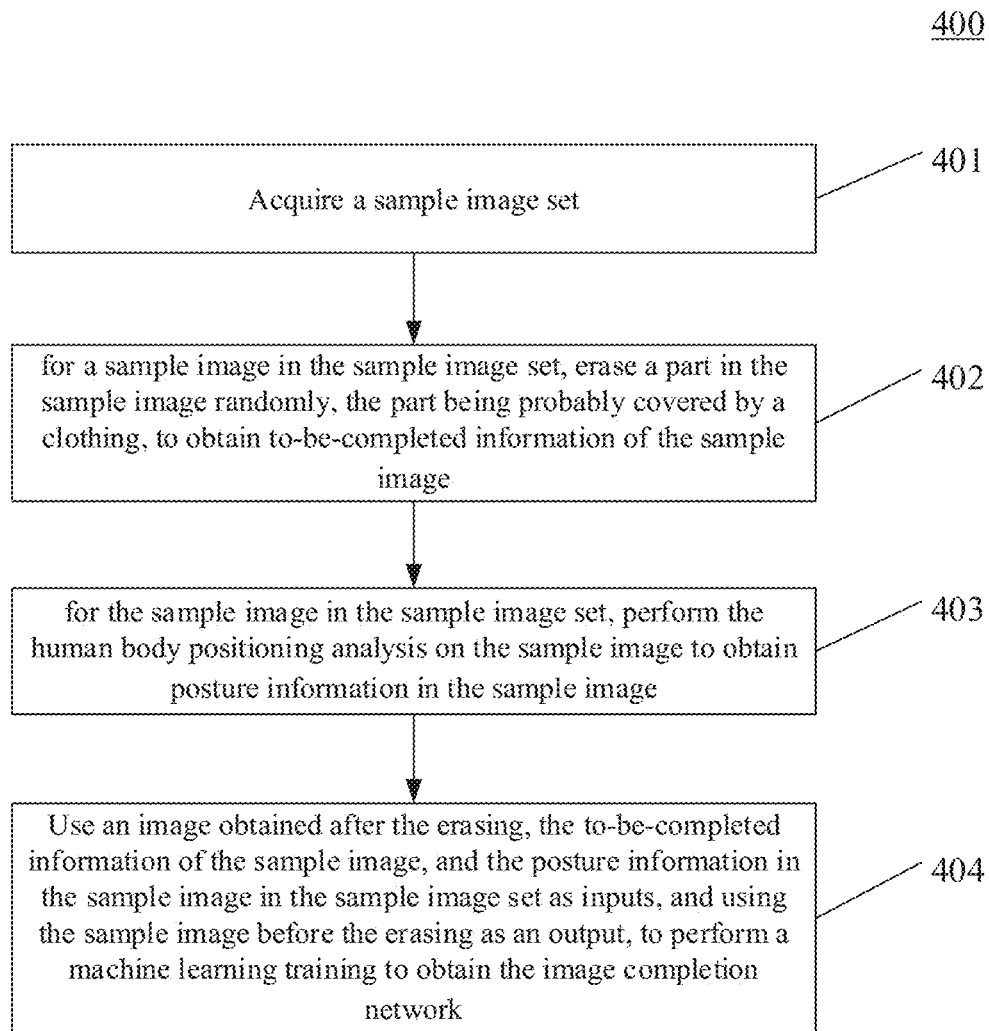 400
Acquire a sample image set
401
for a sample image in the sample image set, erase a part in the
sample image randomly, the part being probably covered by a
clothing, to obtain to-be-completed information of the sample
image
402
for the sample image in the sample image set, perform the
human body positioning analysis on the sample image to obtain
posture information in the sample image
403
Use an image obtained after the erasing, the to-be-completed
information of the sample image, and the posture information in
the sample image in the sample image set as inputs, and using
the sample image before the erasing as an output, to perform a
machine learning training to obtain the image completion
network
404